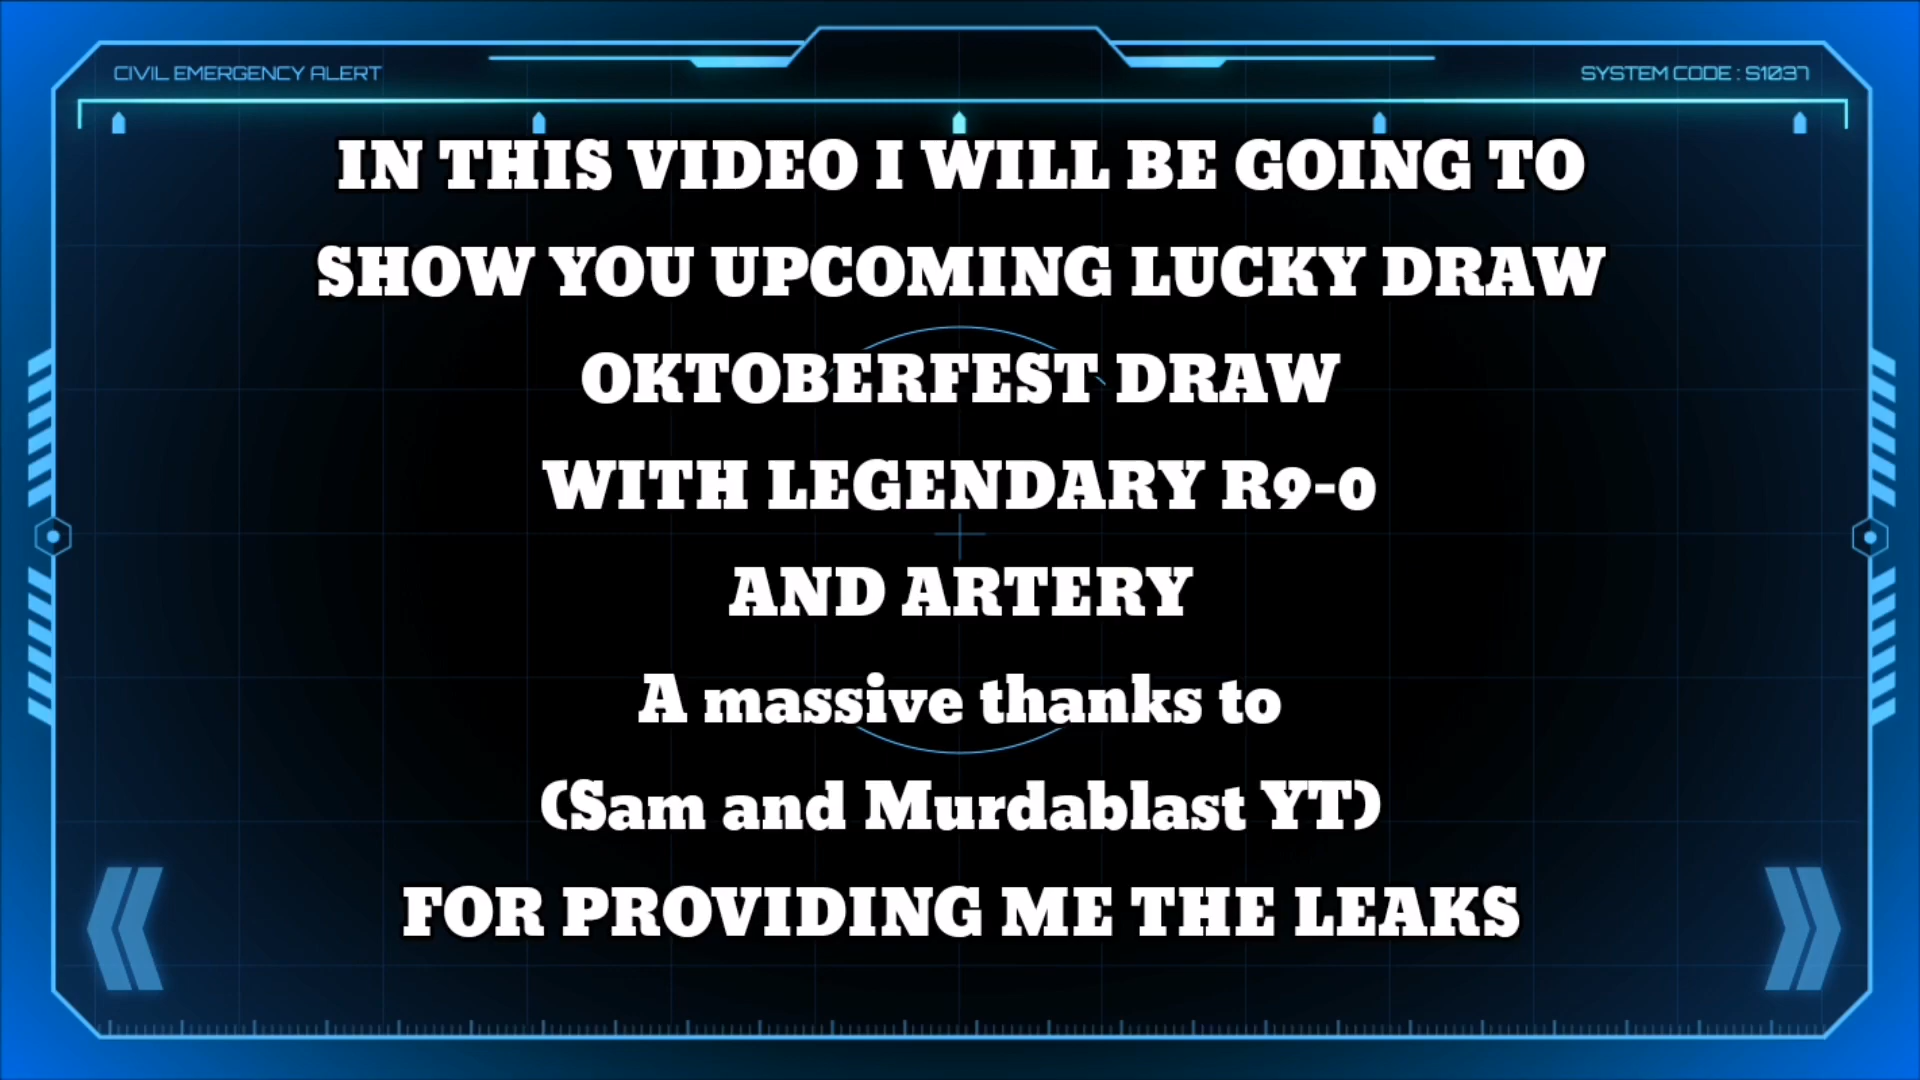 CIVIL EMERGENCY ALERT
SYSTEM CODE : S1037
IN THIS VIDEO I WILL BE GOING TO
SHOW YOU UPCOMING LUCKY DRAW
OKTOBERFEST DRAW
WITH LEGENDARY R9-0
AND ARTERY
A massive thanks to
(Sam and Murdablast YT)
FOR PROVIDING ME THE LEAKS